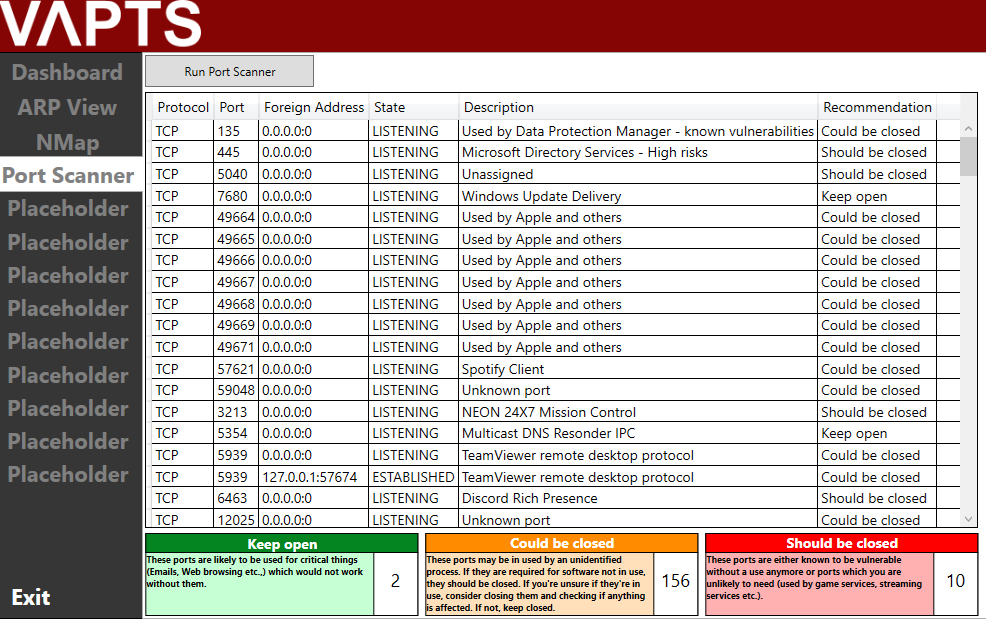 VAPTS
Dashboard
ARP View
NMap
Port Scanner
Placeholder
Placeholder
Placeholder
Placeholder
Placeholder
Placeholder
Placeholder
Placeholder
Placeholder
Exit
Run Port Scanner
Protocol Port Foreign Address State Description Recommendation
TCP 135 0.0.0.0:0 LISTENING Used by Data Protection Manager - known vulnerabilities Could be closed
TCP 445 0.0.0.0:0 LISTENING Microsoft Directory Services - High risks Should be closed
TCP 5040 0.0.0.0:0 LISTENING Unassigned Should be closed
TCP 7680 0.0.0.0:0 LISTENING Windows Update Delivery Keep open
TCP 49664 0.0.0.0:0 LISTENING Used by Apple and others Could be closed
TCP 49665 0.0.0.0:0 LISTENING Used by Apple and others Could be closed
TCP 49666 0.0.0.0:0 LISTENING Used by Apple and others Could be closed
TCP 49667 0.0.0.0:0 LISTENING Used by Apple and others Could be closed
TCP 49668 0.0.0.0:0 LISTENING Used by Apple and others Could be closed
TCP 49669 0.0.0.0:0 LISTENING Used by Apple and others Could be closed
TCP 49671 0.0.0.0:0 LISTENING Used by Apple and others Could be closed
TCP 57621 0.0.0.0:0 LISTENING Spotify Client Could be closed
TCP 59048 0.0.0.0:0 LISTENING Unknown port Could be closed
TCP 3213 0.0.0.0:0 LISTENING NEON 24X7 Mission Control Should be closed
TCP 5354 0.0.0.0:0 LISTENING Multicast DNS Resonder IPC Keep open
TCP 5939 0.0.0.0:0 LISTENING TeamViewer remote desktop protocol Could be closed
TCP 5939 127.0.0.1:57674 ESTABLISHED TeamViewer remote desktop protocol Could be closed
TCP 6463 0.0.0.0:0 LISTENING Discord Rich Presence Should be closed
TCP 12025 0.0.0.0:0 LISTENING Unknown port Could be closed
Keep open
These ports are likely to be used for critical things
(Emails, Web browsing etc.,) which would not work
without them.
2
Could be closed
These ports may be in used by an unidentified
process. If they are required for software not in use,
they should be closed. If you're unsure if they're in
use, consider closing them and checking if anything
is affected. If not, keep closed.
156
Should be closed
These ports are either known to be vulnerable
without a use anymore or ports which you are
unlikely to need (used by game services, streaming
services etc.).
10